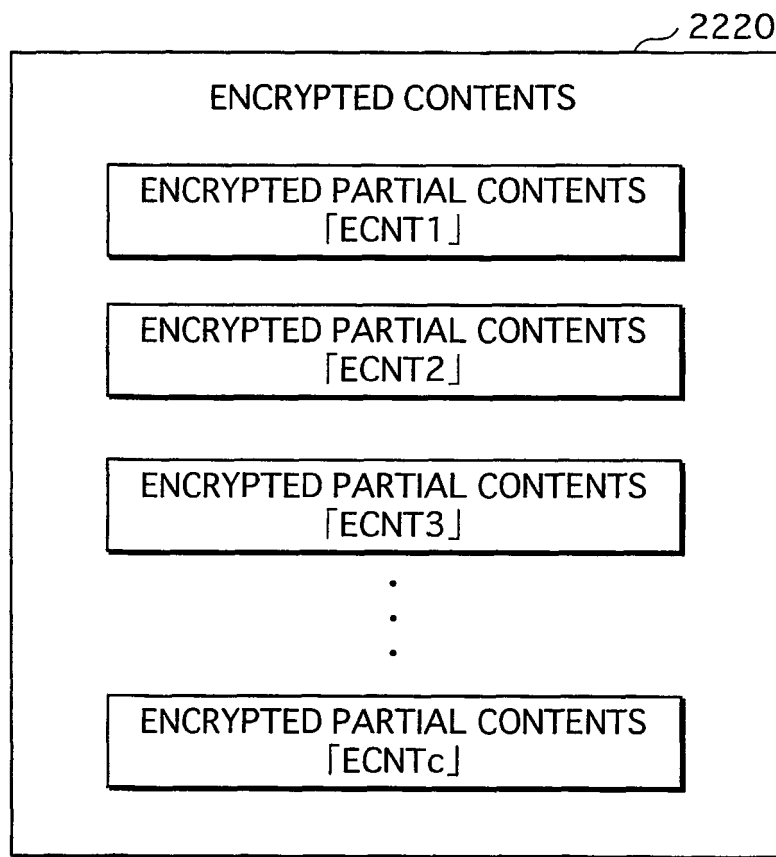 2220
ENCRYPTED CONTENTS
ENCRYPTED PARTIAL CONTENTS
「ECNT1」
ENCRYPTED PARTIAL CONTENTS
「ECNT2」
ENCRYPTED PARTIAL CONTENTS
「ECNT3」
ENCRYPTED PARTIAL CONTENTS
「ECNTc」